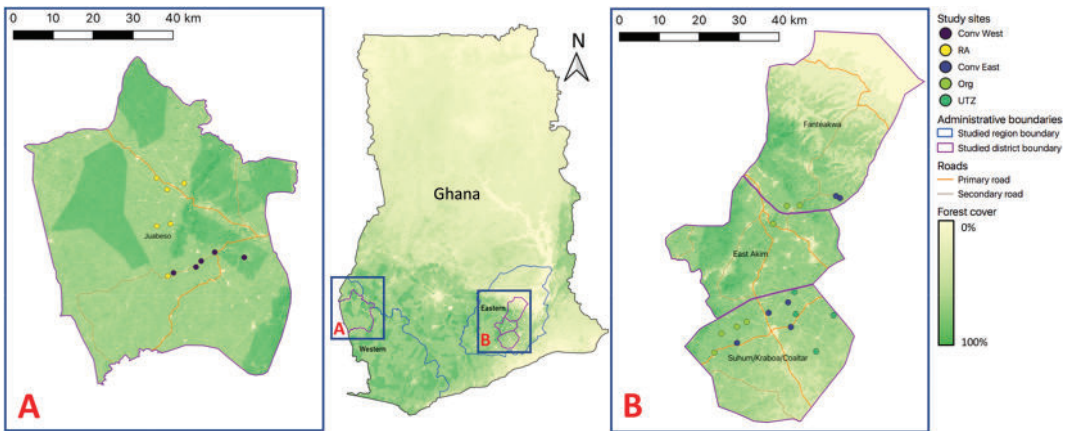 0 10 20 30 40 km
Juabeso
A
N
Ghana
A
Western
Eastern
B
0 10 20 30 40 km
Fanteakwa
East Akim
Suhum/Kraboa/Coaltar
B
Study sites
Conv West
RA
Conv East
Org
UTZ
Administrative boundaries
Studied region boundary
Studied district boundary
Roads
Primary road
Secondary road
Forest cover
0%
100%